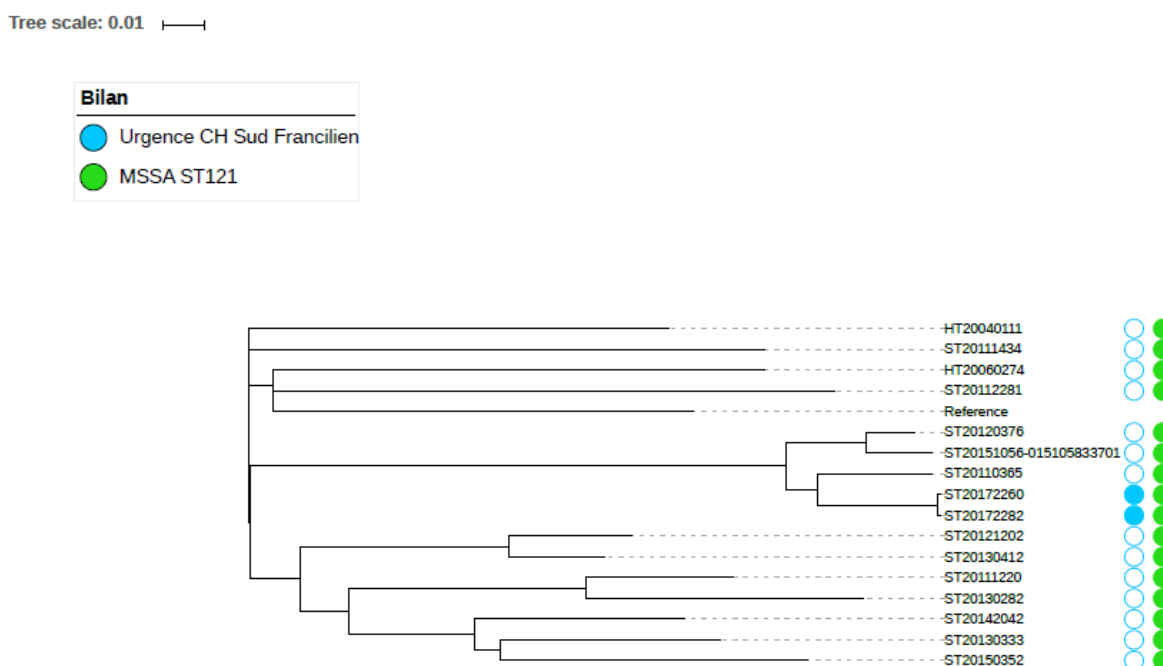 Tree scale: 0.01
Bilan
Urgence CH Sud Francilien
MSSA ST121
HT20040111
ST20111434
HT20060274
ST20112281
Reference
ST20120376
ST20151056-015105833701
ST20110365
ST20172260
ST20172282
ST20121202
ST20130412
ST20111220
ST20130282
ST20142042
ST20130333
ST20150352